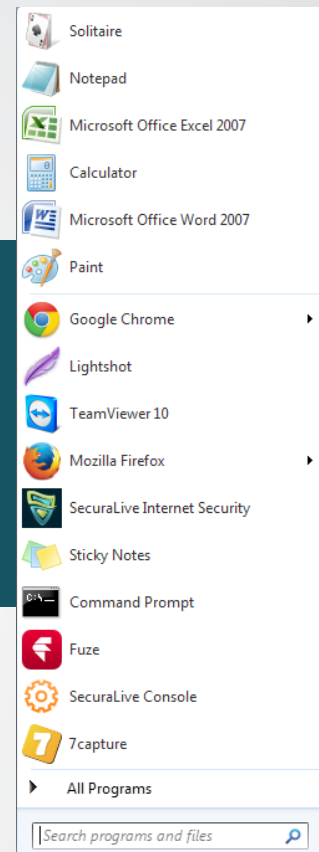 Solitaire
Notepad
Microsoft Office Excel 2007
Calculator
Microsoft Office Word 2007
Paint
Google Chrome
Lightshot
TeamViewer 10
Mozilla Firefox
SecuraLive Internet Security
Sticky Notes
C:\_
Command Prompt
Fuze
SecuraLive Console
7
7capture
All Programs
Search programs and files